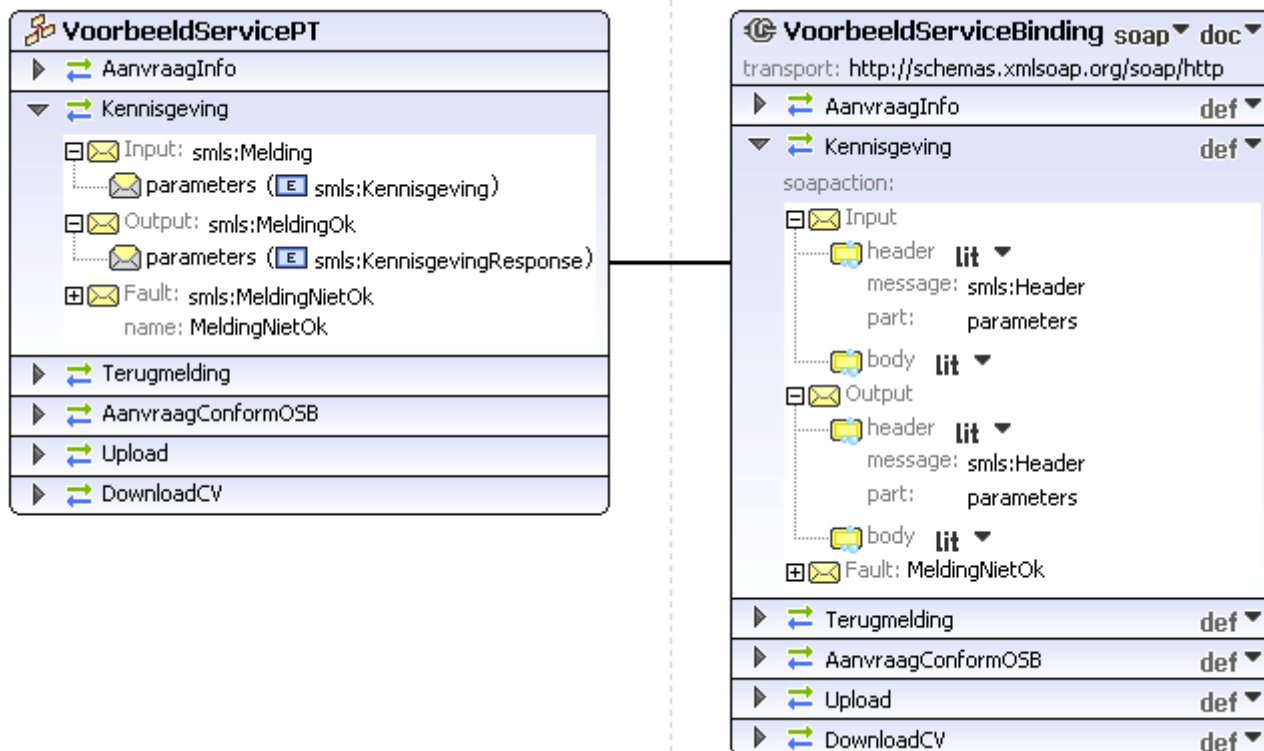 VoorbeeldServicePT
AanvraagInfo
Kennisgeving
Input: smls:Melding
parameters (E smls:Kennisgeving)
Output: smls:MeldingOk
parameters (E smls:KennisgevingResponse)
Fault: smls:MeldingNietOk
name: MeldingNietOk
Terugmelding
AanvraagConformOSB
Upload
DownloadCV
VoorbeeldServiceBinding soap doc
transport: http://schemas.xmlsoap.org/soap/http
AanvraagInfo def
Kennisgeving def
soapaction:
Input
header lit
message: smls:Header
part: parameters
body lit
Output
header lit
message: smls:Header
part: parameters
body lit
Fault: MeldingNietOk
Terugmelding def
AanvraagConformOSB def
Upload def
DownloadCV def